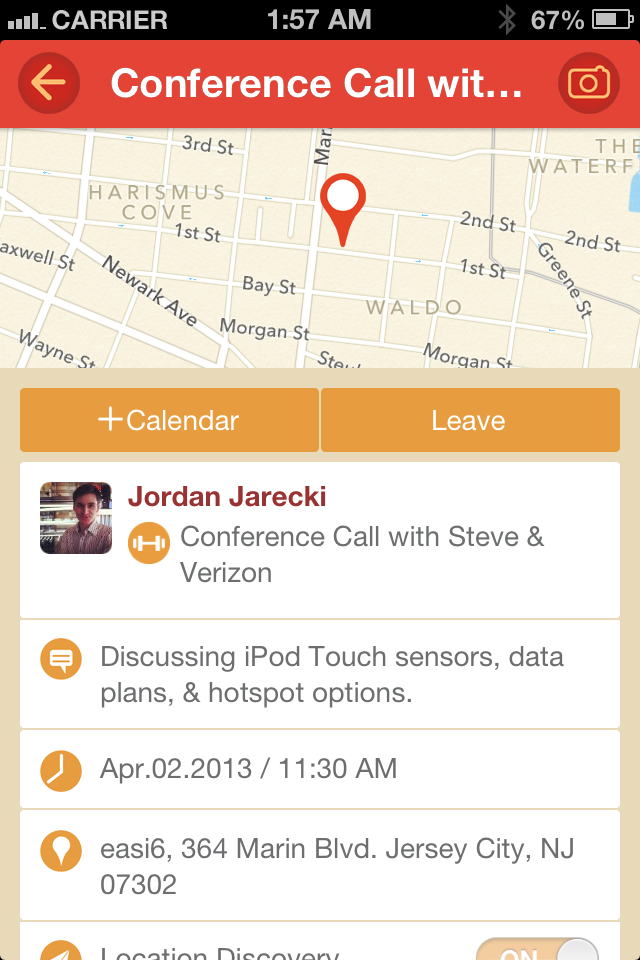 CARRIER 1:57 AM 67%
Conference Call wit...
3rd St
Mar.
THE
WATERF
HARISMUS
COVE
2nd St
2nd St
1st St
axwell St
Newark Ave
1st St
Greene St
Bay St
WALDO
Morgan St
Morgan St
Wayne St
Steu
+Calendar
Leave
Jordan Jarecki
Conference Call with Steve &
Verizon
Discussing iPod Touch sensors, data
plans, & hotspot options.
Apr.02.2013 / 11:30 AM
easi6, 364 Marin Blvd. Jersey City, NJ
07302
Location Discovery ON